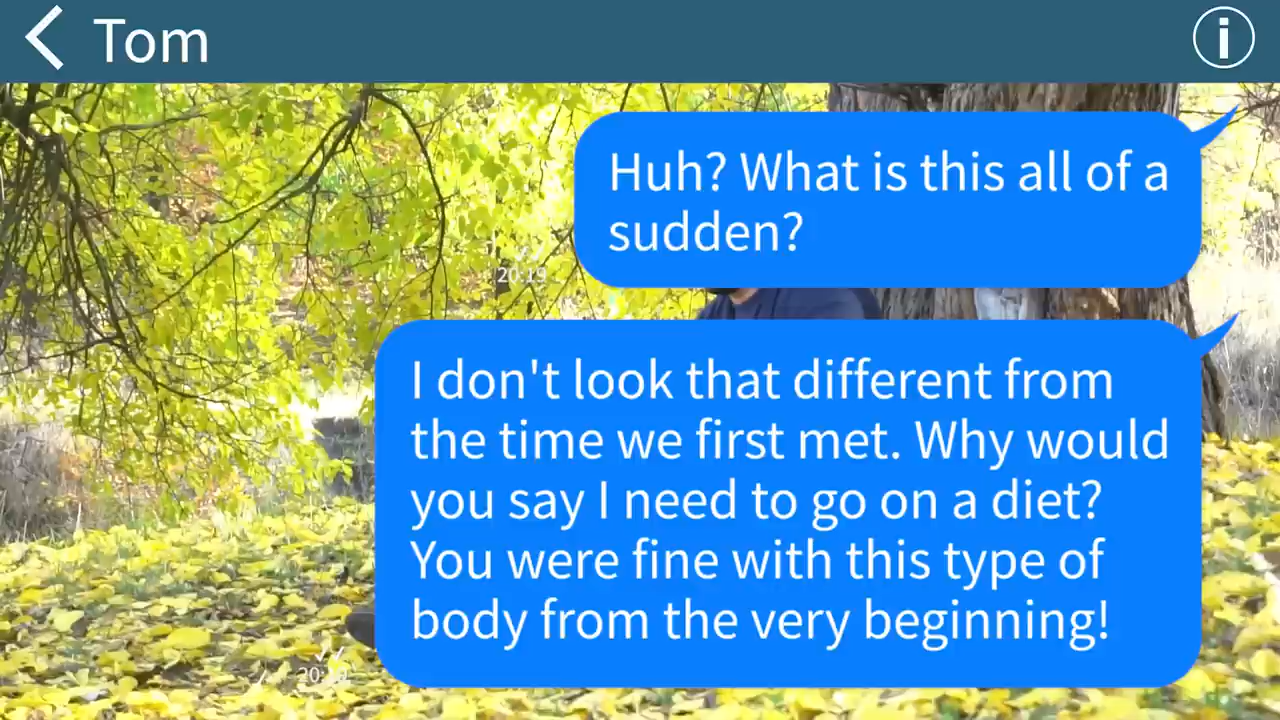 Tom
Huh? What is this all of a
sudden?
20:19
I don't look that different from
the time we first met. Why would
you say I need to go on a diet?
You were fine with this type of
body from the very beginning!